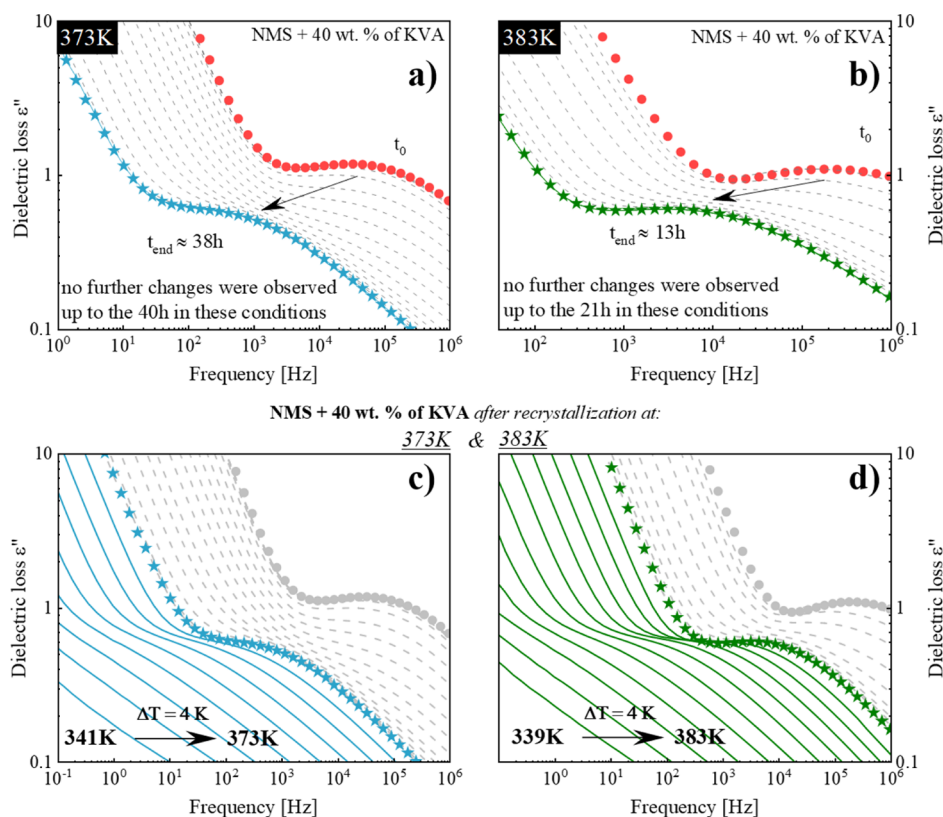 373K
NMS + 40 wt. % of KVA
a)
t0
tend ≈ 38h
no further changes were observed
up to the 40h in these conditions
Dielectric loss ε"
10
1
0.1
10^0 10^1 10^2 10^3 10^4 10^5 10^6
Frequency [Hz]
383K
NMS + 40 wt. % of KVA
b)
t0
tend ≈ 13h
no further changes were observed
up to the 21h in these conditions
10
1
0.1
Dielectric loss ε"
10^2 10^3 10^4 10^5 10^6
Frequency [Hz]
NMS + 40 wt. % of KVA after recrystallization at:
373K & 383K
c)
Dielectric loss ε"
10
1
0.1
ΔT = 4 K
341K 373K
10^-1 10^0 10^1 10^2 10^3 10^4 10^5 10^6
Frequency [Hz]
d)
10
1
0.1
Dielectric loss ε"
ΔT = 4 K
339K 383K
10^0 10^1 10^2 10^3 10^4 10^5 10^6
Frequency [Hz]